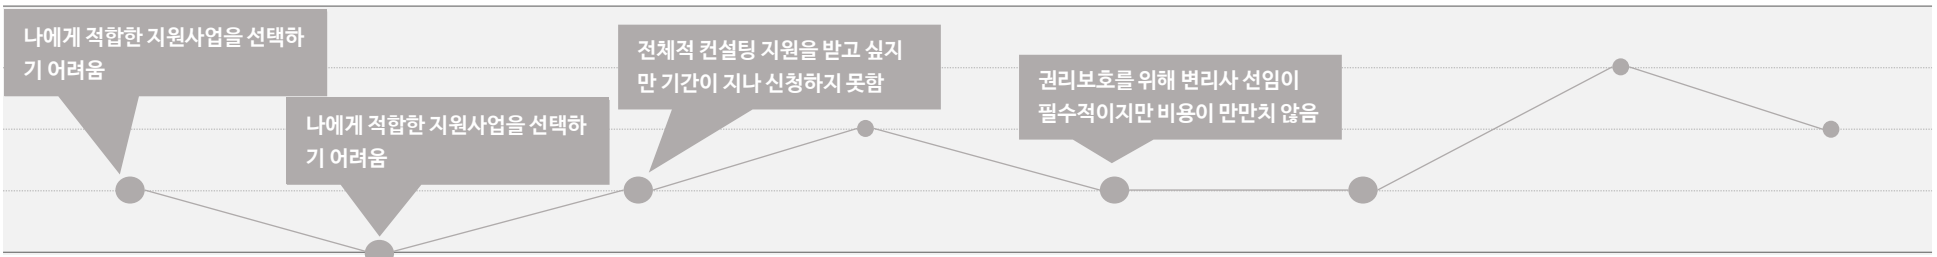 나에게 적합한 지원사업을 선택하
기 어려움
나에게 적합한 지원사업을 선택하
기 어려움
전체적 컨설팅 지원을 받고 싶지
만 기간이 지나 신청하지 못함
권리보호를 위해 변리사 선임이
필수적이지만 비용이 만만치 않음